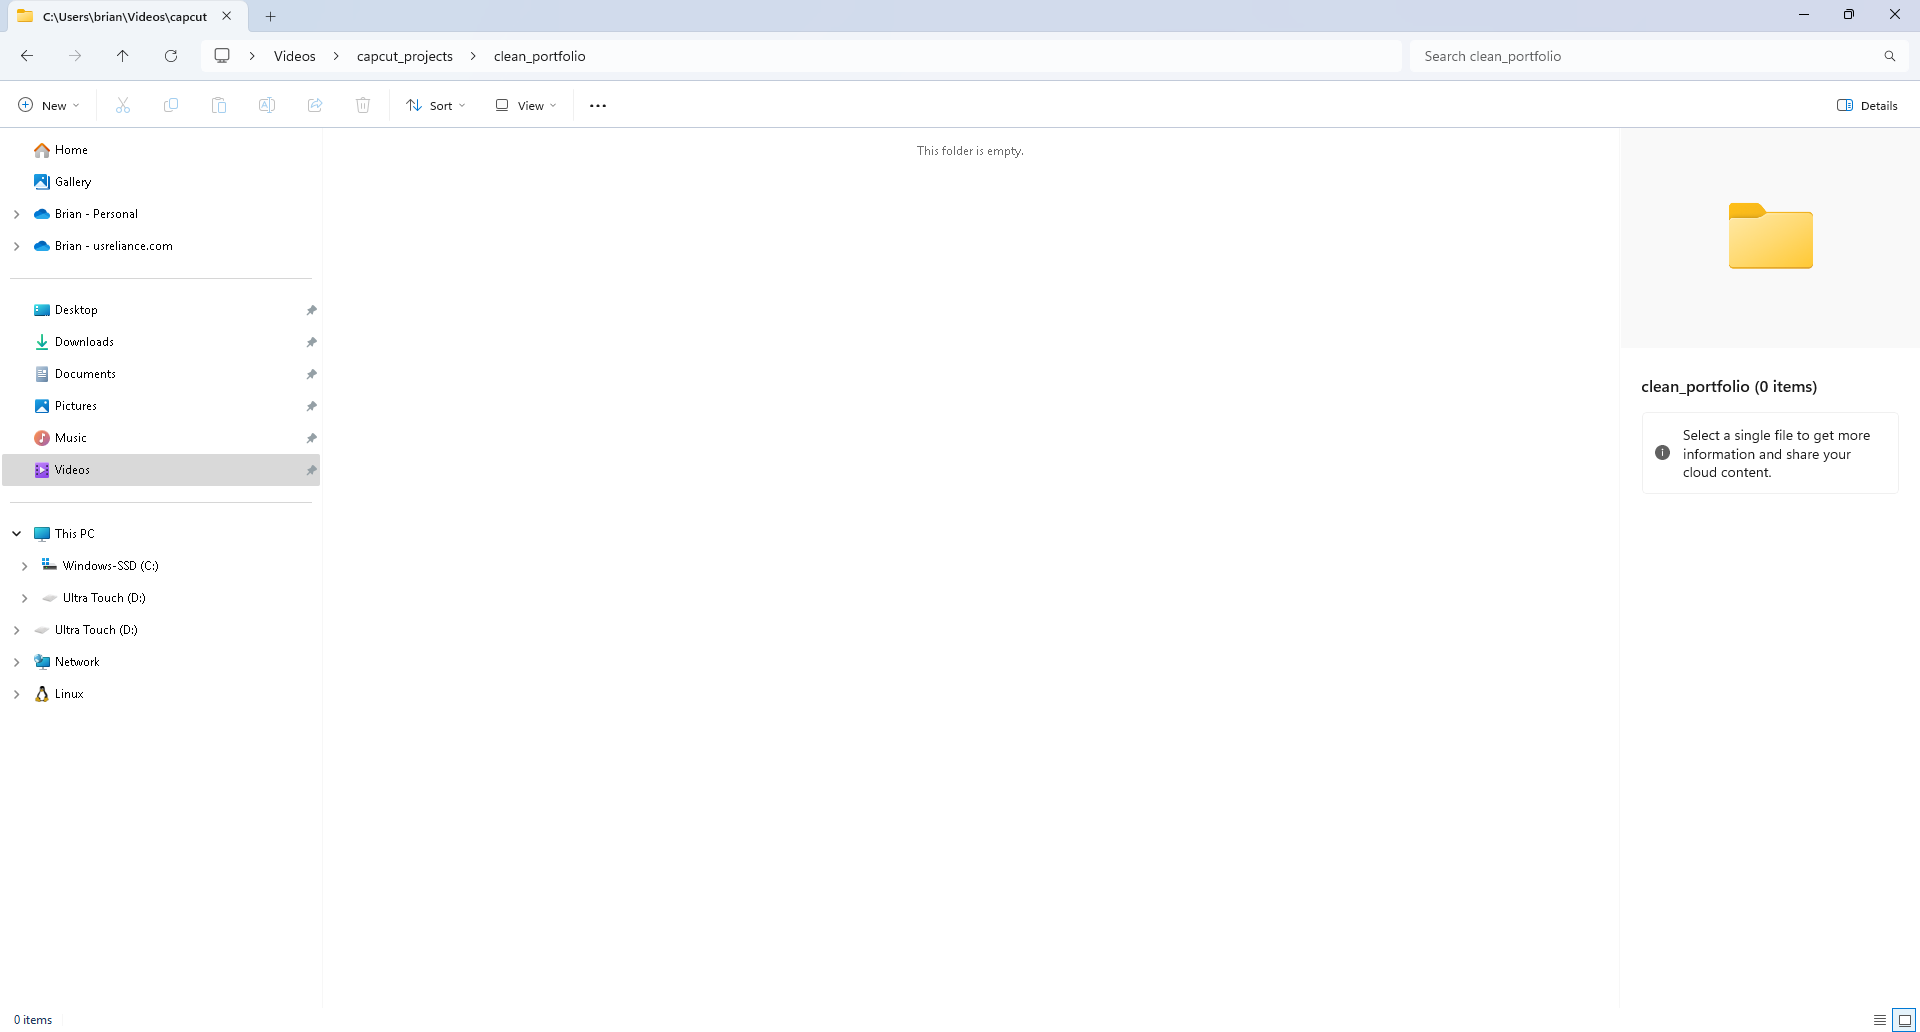 C:\Users\brian\Videos\capcut
Videos
capcut_projects
clean_portfolio
Search clean_portfolio
New
Sort
View
Details
Home
Gallery
Brian - Personal
Brian - usreliance.com
Desktop
Downloads
Documents
Pictures
Music
Videos
This PC
Windows-SSD (C:)
Ultra Touch (D:)
Ultra Touch (D:)
Network
Linux
This folder is empty.
clean_portfolio (0 items)
Select a single file to get more
information and share your
cloud content.
0 items